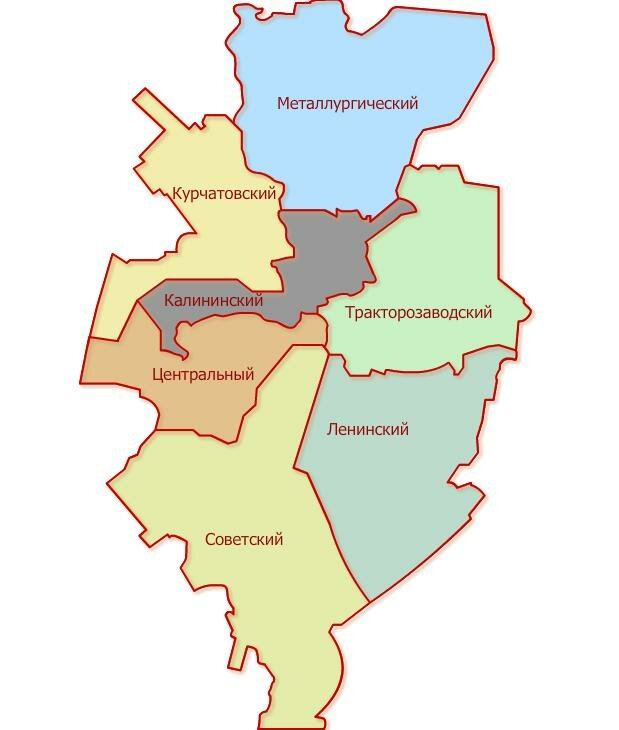 Металлургический
Курчатовский
Калининский
Тракторозаводский
Центральный
Ленинский
Советский